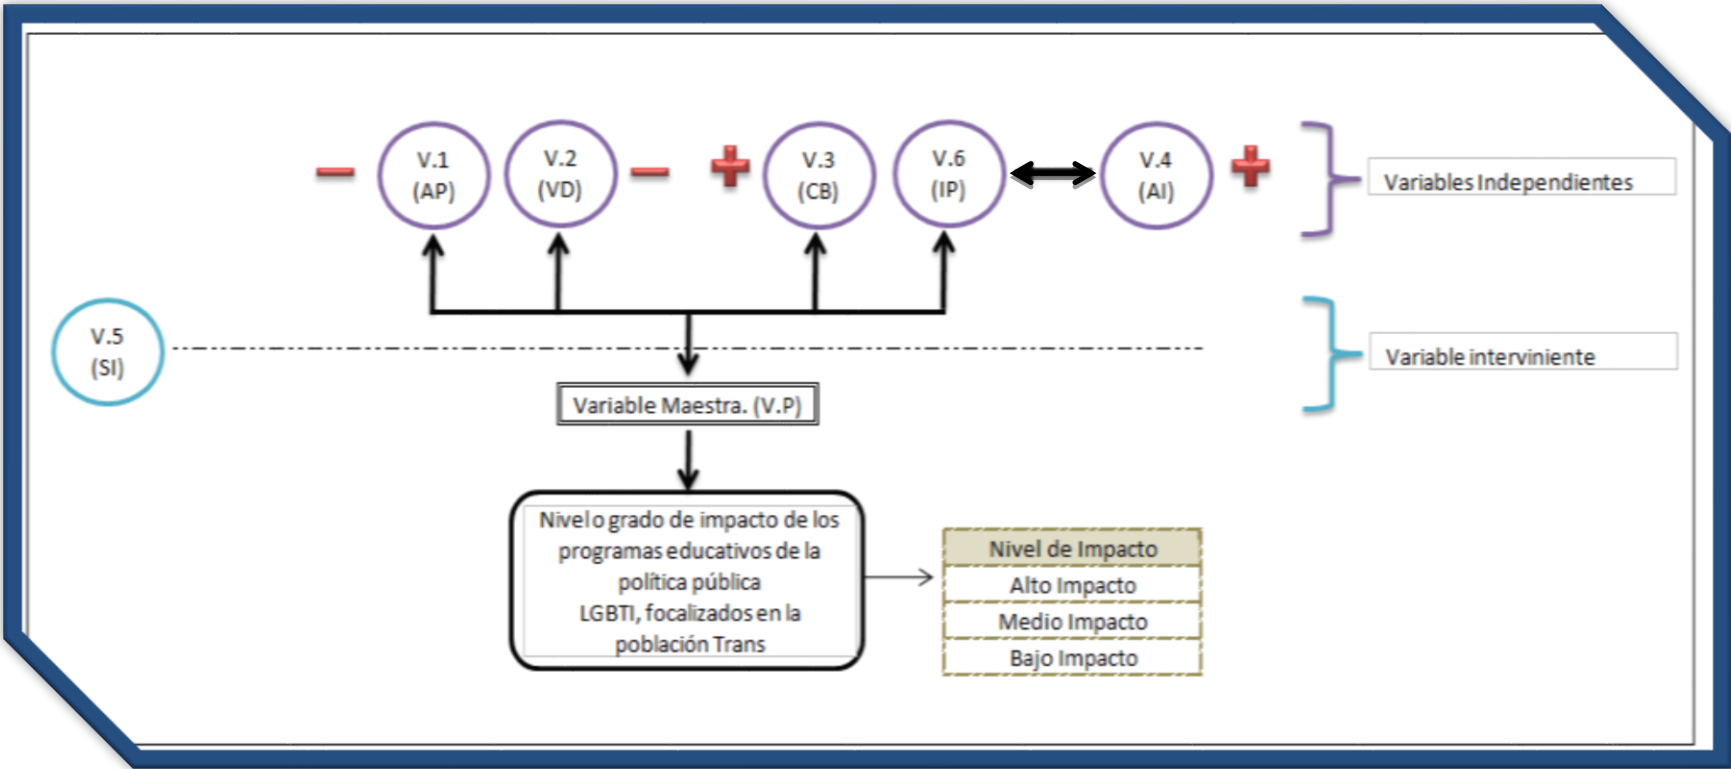 V.1
(AP)
V.2
(VD)
V.3
(CB)
V.6
(IP)
V.4
(AI)
Variables Independientes
V.5
(SI)
Variable interviniente
Variable Maestra. (V.P)
Nivel o grado de impacto de los
programas educativos de la
política pública
LGBTI, focalizados en la
población Trans
Nivel de Impacto
Alto Impacto
Medio Impacto
Bajo Impacto